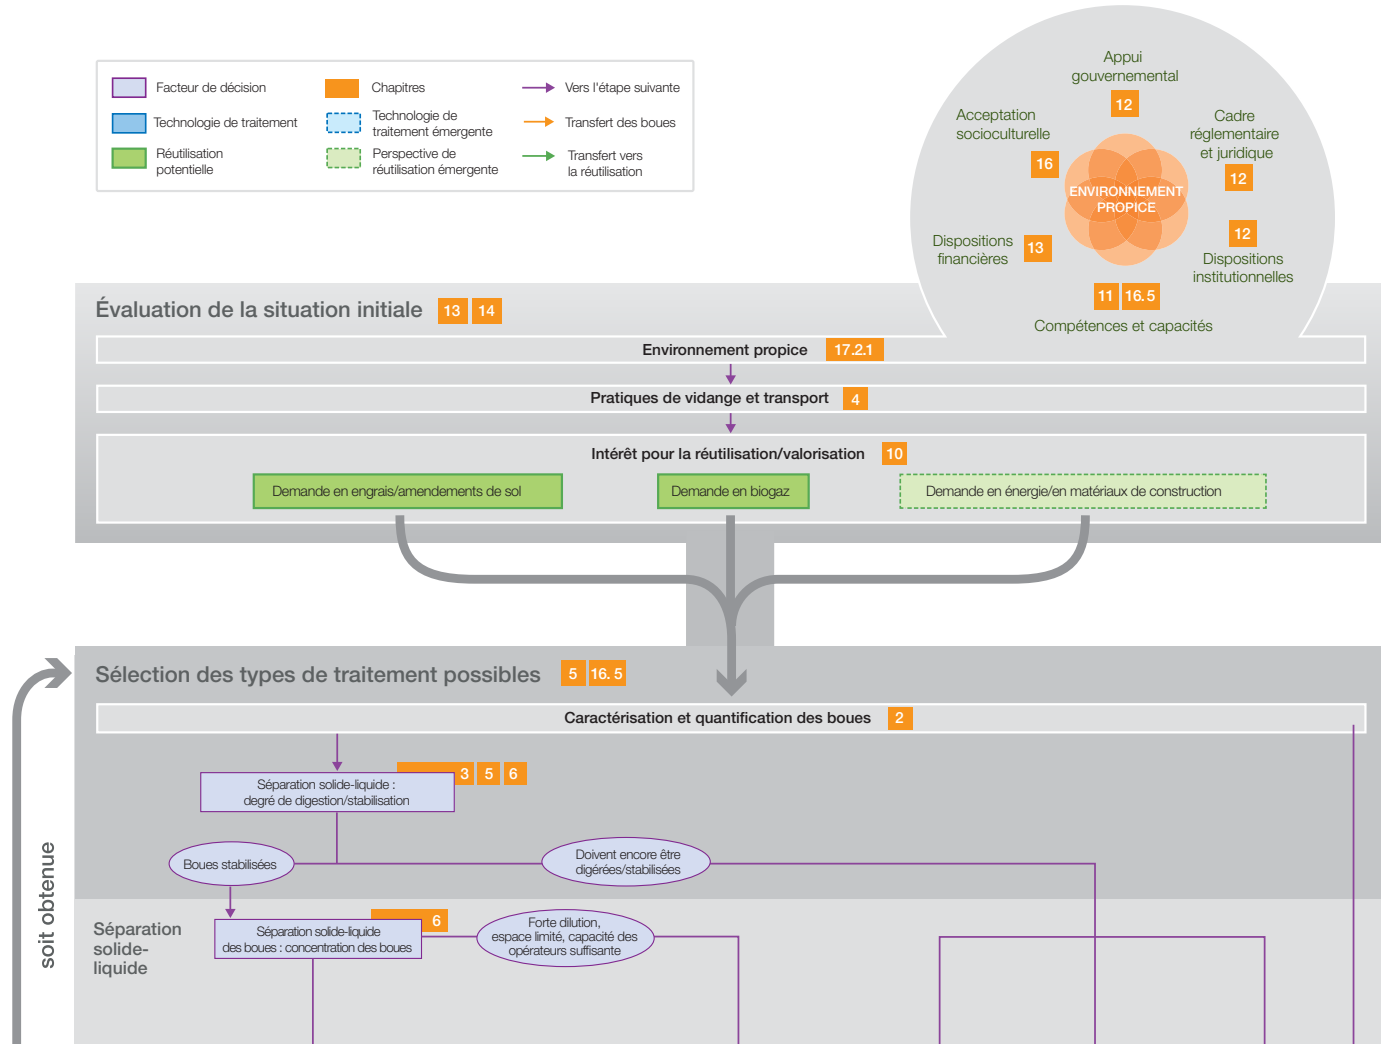 Facteur de décision
Technologie de traitement
Réutilisation
potentielle
Chapitres
Technologie de
traitement émergente
Perspective de
réutilisation émergente
Vers l'étape suivante
Transfert des boues
Transfert vers
la réutilisation
Appui
gouvernemental
12
Acceptation
socioculturelle
16
Cadre
réglementaire
et juridique
12
ENVIRONNEMENT
PROPICE
Dispositions
financières
13
12
Dispositions
institutionnelles
11 16.5
Compétences et capacités
Évaluation de la situation initiale 13 14
Environnement propice 17.2.1
Pratiques de vidange et transport 4
Intérêt pour la réutilisation/valorisation 10
Demande en engrais/amendements de sol
Demande en biogaz
Demande en énergie/en matériaux de construction
Sélection des types de traitement possibles 5 16. 5
Caractérisation et quantification des boues 2
3 5 6
Séparation solide-liquide :
degré de digestion/stabilisation
Boues stabilisées
Doivent encore être
digérées/stabilisées
soit obtenue
Séparation
solide-
liquide
6
Séparation solide-liquide
des boues : concentration des boues
Forte dilution,
espace limité, capacité des
opérateurs suffisante